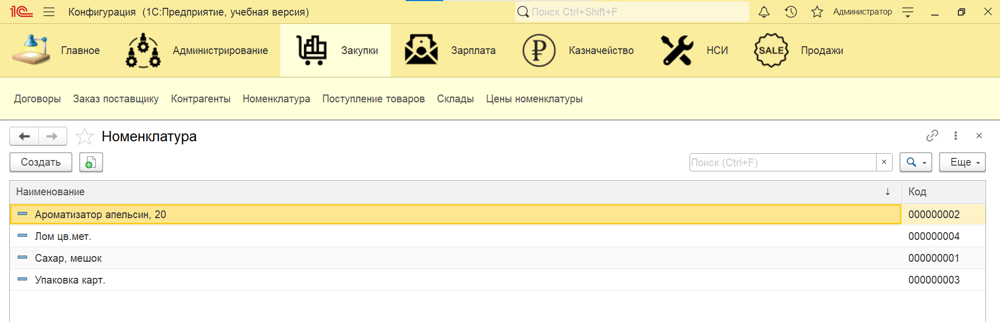 1С Конфигурация (1С:Предприятие, учебная версия) Поиск Ctrl+Shift+F Администратор
Главное Администрирование Закупки Зарплата Казначейство НСИ SALE Продажи
Договоры Заказ поставщику Контрагенты Номенклатура Поступление товаров Склады Цены номенклатуры
Номенклатура
Создать Поиск (Ctrl+F) Еще
Наименование Код
Ароматизатор апельсин, 20 000000002
Лом цв.мет. 000000004
Сахар, мешок 000000001
Упаковка карт. 000000003